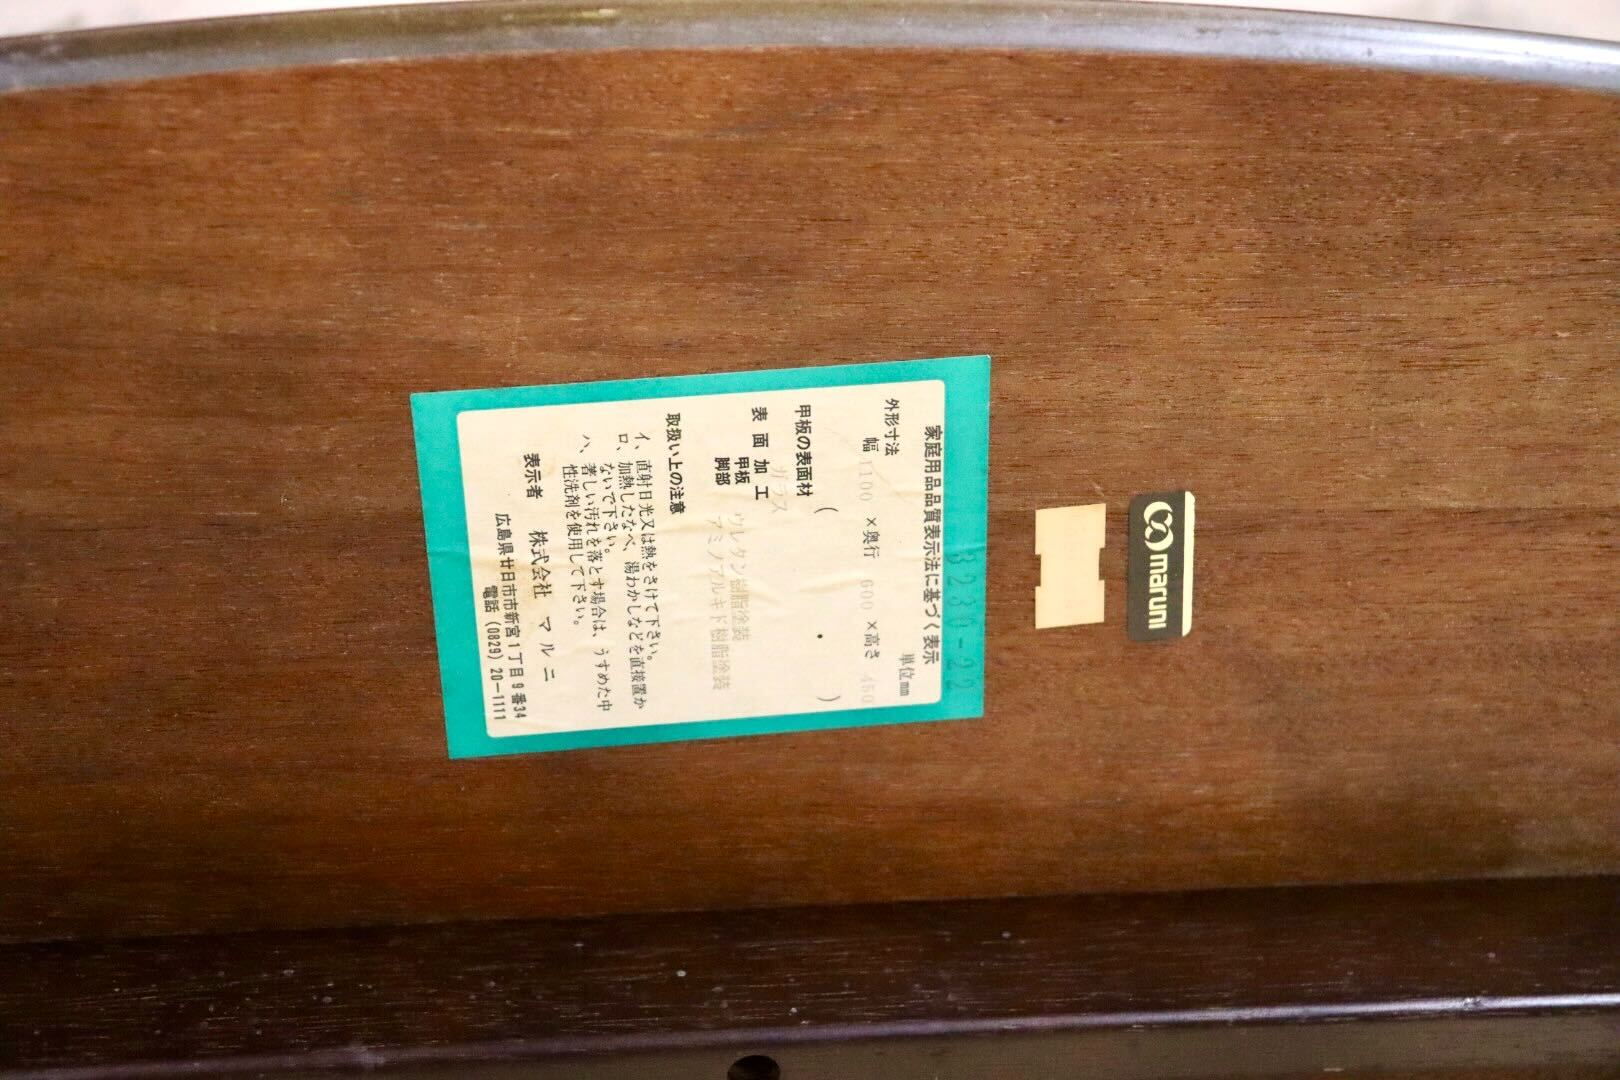 maruni
3230-22
家庭用品品質表示法に基づく表示
単位mm
外形寸法
幅 1100 ×奥行 600 ×高さ 450
甲板の表面材 ( )
ガラス
表面加工
甲板 ウレタン樹脂塗装
脚部 アミノアルキド樹脂塗装
取扱い上の注意
イ、直射日光又は熱をさけて下さい。
ロ、加熱したなべ、湯わかしなどを直接置か
ないで下さい。
ハ、著しい汚れを落とす場合は、うすめた中
性洗剤を使用して下さい。
表示者 株式会社 マルニ
広島県廿日市市新宮1丁目9番34
電話 (0829) 20-1111